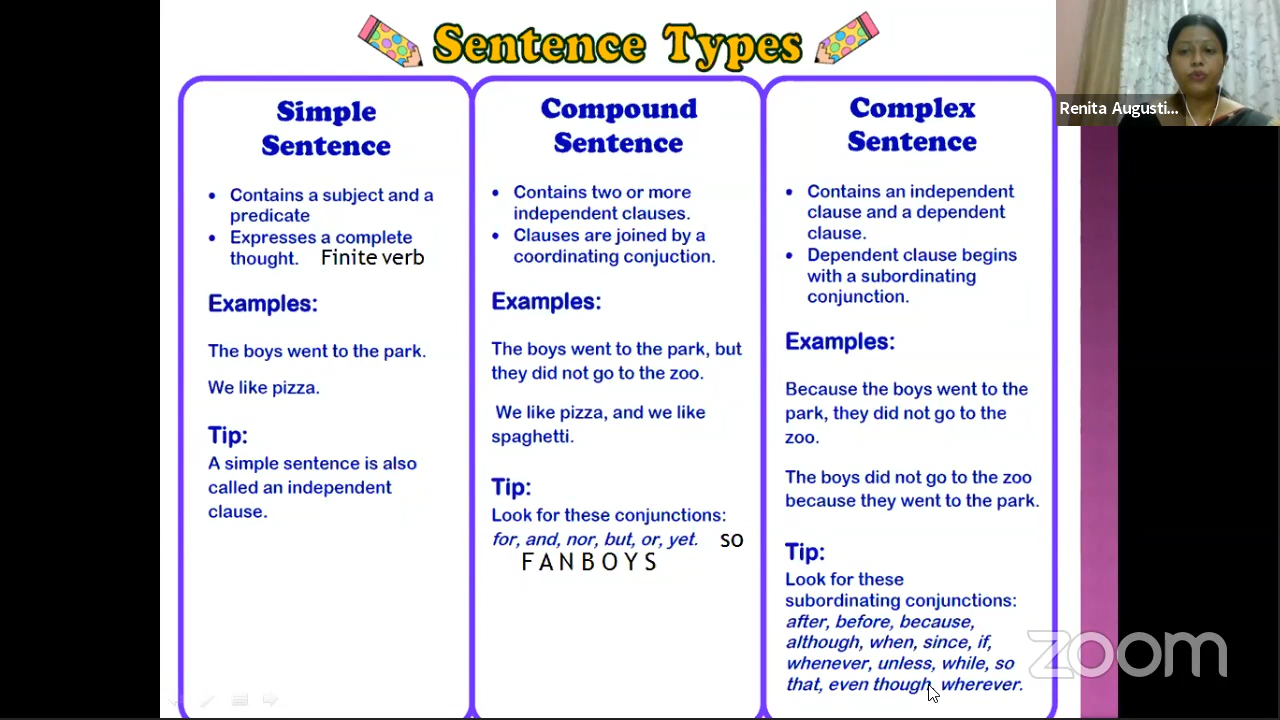 Sentence Types
Simple
Sentence
• Contains a subject and a
predicate
• Expresses a complete
thought. Finite verb
Examples:
The boys went to the park.
We like pizza.
Tip:
A simple sentence is also
called an independent
clause.
Compound
Sentence
• Contains two or more
independent clauses.
• Clauses are joined by a
coordinating conjuction.
Examples:
The boys went to the park, but
they did not go to the zoo.
We like pizza, and we like
spaghetti.
Tip:
Look for these conjunctions:
for, and, nor, but, or, yet. so
F A N B O Y S
Complex
Sentence
• Contains an independent
clause and a dependent
clause.
• Dependent clause begins
with a subordinating
conjunction.
Examples:
Because the boys went to the
park, they did not go to the
zoo.
The boys did not go to the zoo
because they went to the park.
Tip:
Look for these
subordinating conjunctions:
after, before, because,
although, when, since, if,
whenever, unless, while, so
that, even though, wherever.
Renita Augusti...
zoom